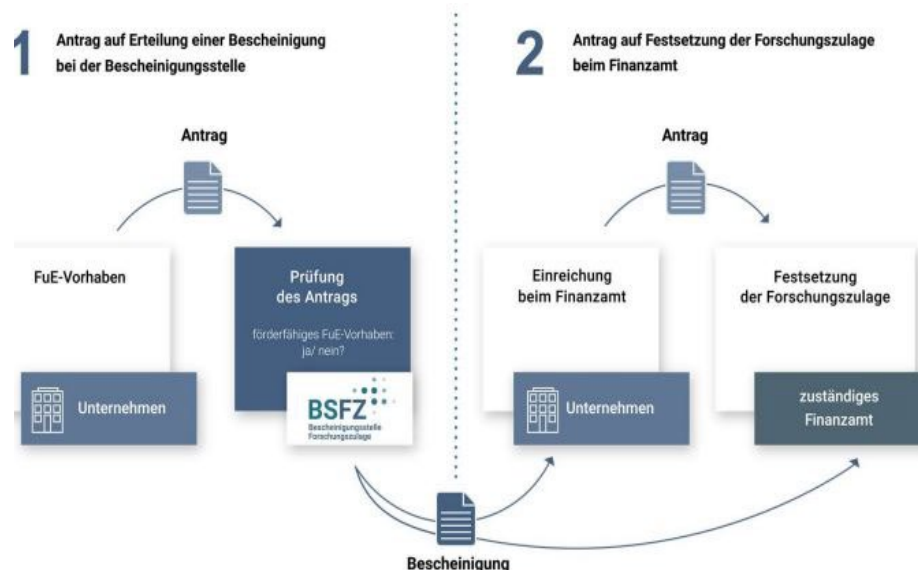 1
Antrag auf Erteilung einer Bescheinigung
bei der Bescheinigungsstelle
Antrag
FuE-Vorhaben
Unternehmen
Prüfung
des Antrags
förderfähiges FuE-Vorhaben:
ja/ nein?
BSFZ
Bescheinigungsstelle
Forschungszulage
2
Antrag auf Festsetzung der Forschungszulage
beim Finanzamt
Antrag
Einreichung
beim Finanzamt
Unternehmen
Festsetzung
der Forschungszulage
zuständiges
Finanzamt
Bescheinigung